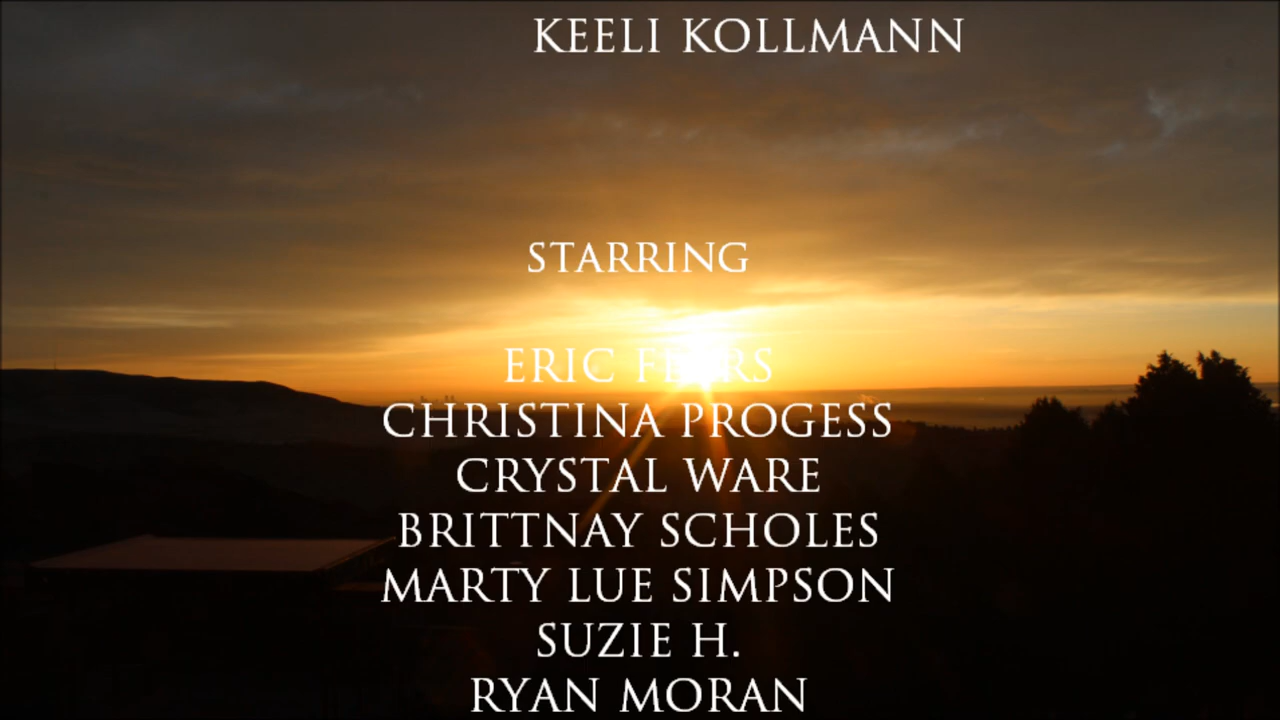 KEELI KOLLMANN
STARRING
ERIC
CHRISTINA PROGESS
CRYSTAL WARE
BRITTNAY SCHOLES
MARTY LUE SIMPSON
SUZIE H.
RYAN MORAN